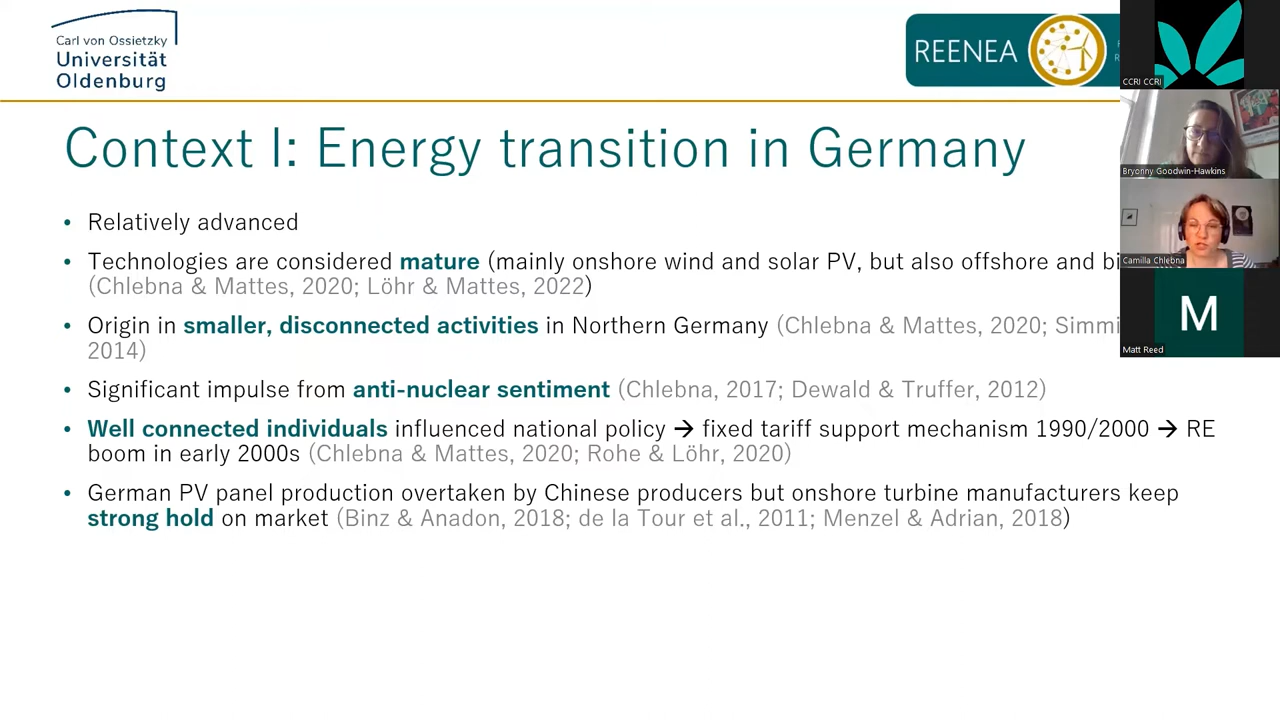 Carl von Ossietzky
Universität
Oldenburg
REENEA
CCRI CCRI
Bryonny Goodwin-Hawkins
Camilla Chlebna
Matt Reed
M
Context I: Energy transition in Germany
• Relatively advanced
• Technologies are considered mature (mainly onshore wind and solar PV, but also offshore and
(Chlebna & Mattes, 2020; Löhr & Mattes, 2022)
• Origin in smaller, disconnected activities in Northern Germany (Chlebna & Mattes, 2020;
2014)
• Significant impulse from anti-nuclear sentiment (Chlebna, 2017; Dewald & Truffer, 2012)
• Well connected individuals influenced national policy → fixed tariff support mechanism 1990/2000 → RE
boom in early 2000s (Chlebna & Mattes, 2020; Rohe & Löhr, 2020)
• German PV panel production overtaken by Chinese producers but onshore turbine manufacturers keep
strong hold on market (Binz & Anadon, 2018; de la Tour et al., 2011; Menzel & Adrian, 2018)